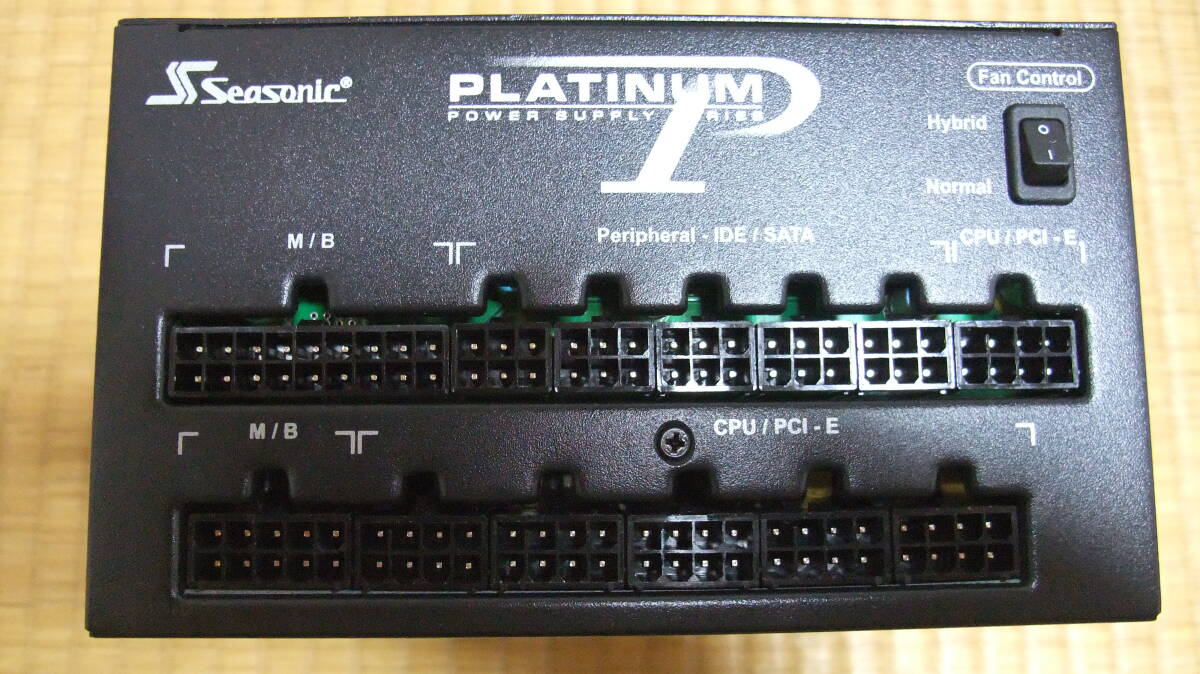 Seasonic®
PLATINUM
POWER SUPPLY SERIES
P
Fan Control
Hybrid
O
I
Normal
M / B
Peripheral - IDE / SATA
CPU / PCI - E
M / B
CPU / PCI - E